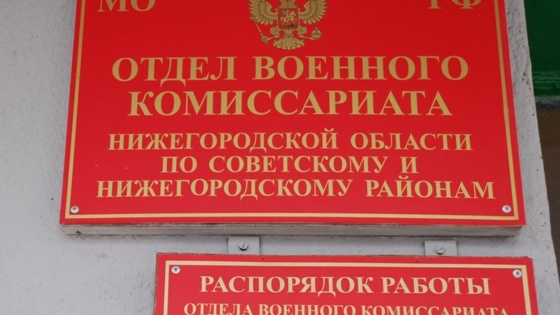 МО РФ
ОТДЕЛ ВОЕННОГО
КОМИССАРИАТА
НИЖЕГОРОДСКОЙ ОБЛАСТИ
ПО СОВЕТСКОМУ И
НИЖЕГОРОДСКОМУ РАЙОНАМ
РАСПОРЯДОК РАБОТЫ
ОТДЕЛА ВОЕННОГО КОМИССАРИАТА